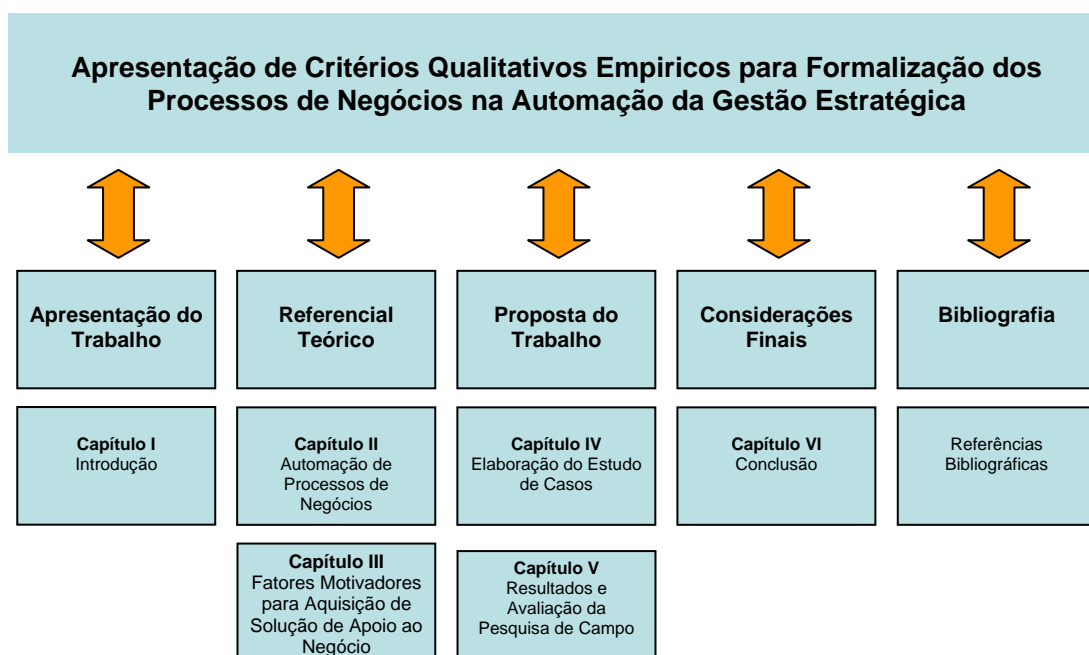 Apresentação de Critérios Qualitativos Empiricos para Formalização dos
Processos de Negócios na Automação da Gestão Estratégica
Apresentação do
Trabalho
Referencial
Teórico
Proposta do
Trabalho
Considerações
Finais
Bibliografia
Capítulo I
Introdução
Capítulo II
Automação de
Processos de
Negócios
Capítulo IV
Elaboração do Estudo
de Casos
Capítulo VI
Conclusão
Referências
Bibliográficas
Capítulo III
Fatores Motivadores
para Aquisição de
Solução de Apoio ao
Negócio
Capítulo V
Resultados e
Avaliação da
Pesquisa de Campo